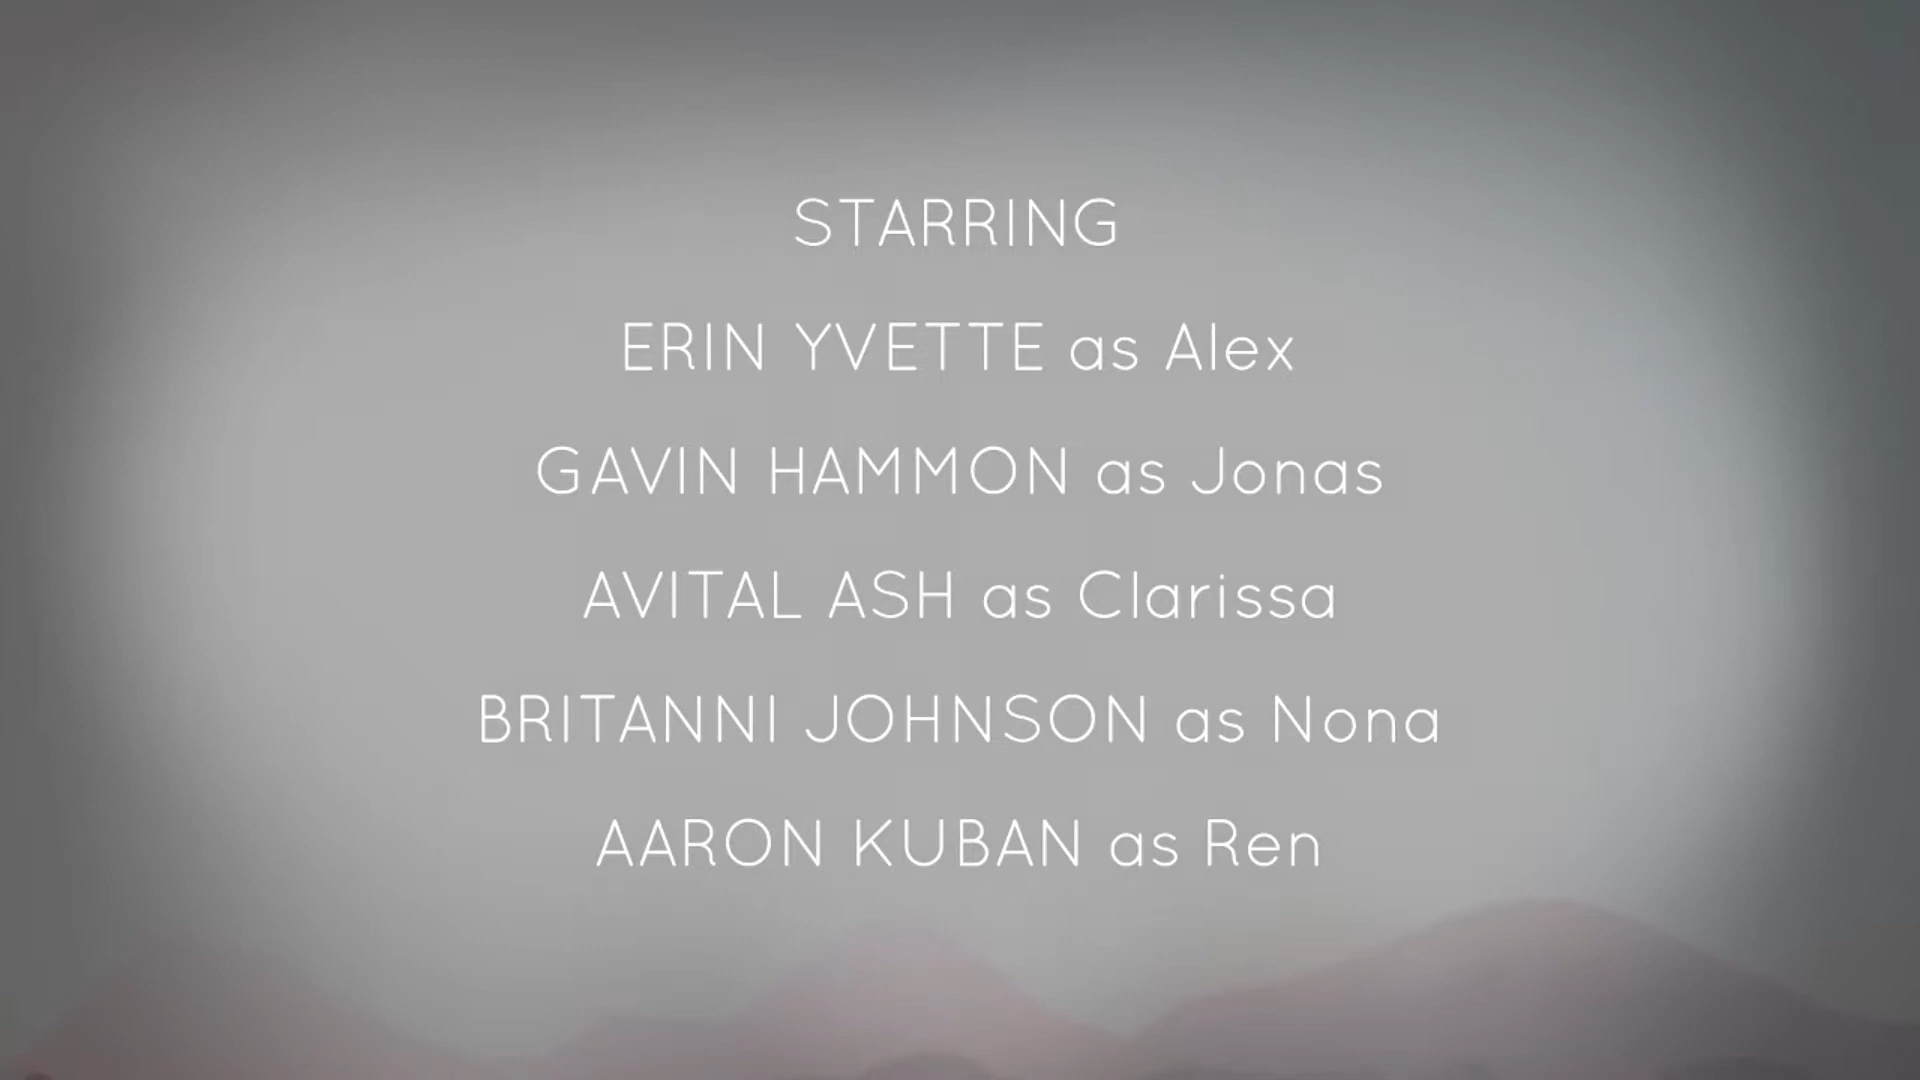 STARRING
ERIN YVETTE as Alex
GAVIN HAMMON as Jonas
AVITAL ASH as Clarissa
BRITANNI JOHNSON as Nona
AARON KUBAN as Ren